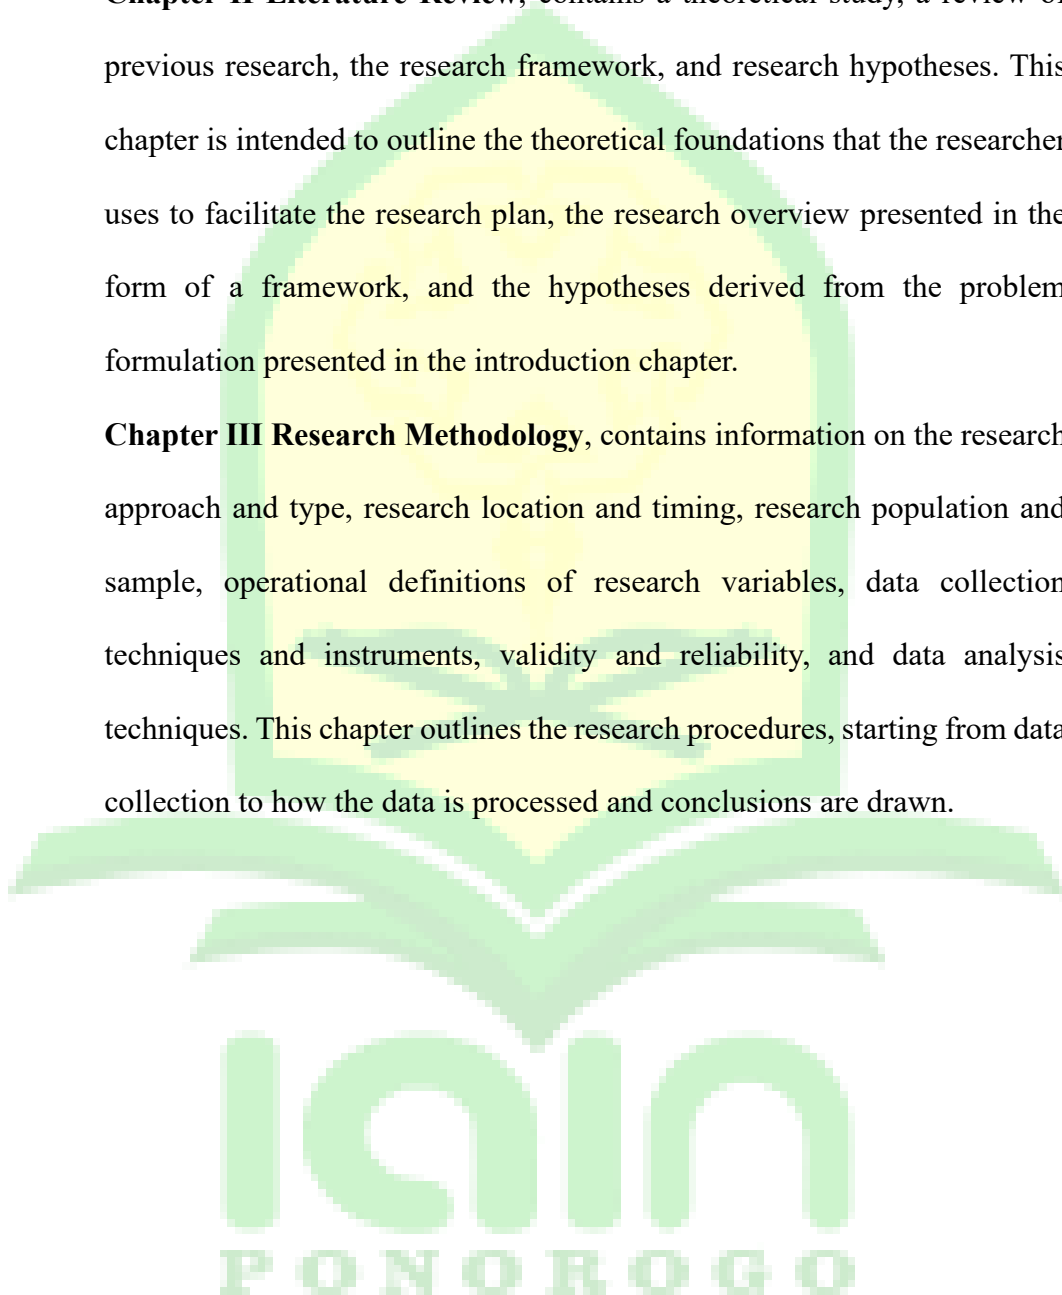 Chapter II Literature Review, contains a theoretical study, a review of
previous research, the research framework, and research hypotheses. This
chapter is intended to outline the theoretical foundations that the researcher
uses to facilitate the research plan, the research overview presented in the
form of a framework, and the hypotheses derived from the problem
formulation presented in the introduction chapter.
Chapter III Research Methodology, contains information on the research
approach and type, research location and timing, research population and
sample, operational definitions of research variables, data collection
techniques and instruments, validity and reliability, and data analysis
techniques. This chapter outlines the research procedures, starting from data
collection to how the data is processed and conclusions are drawn.
iain
PONOROGO